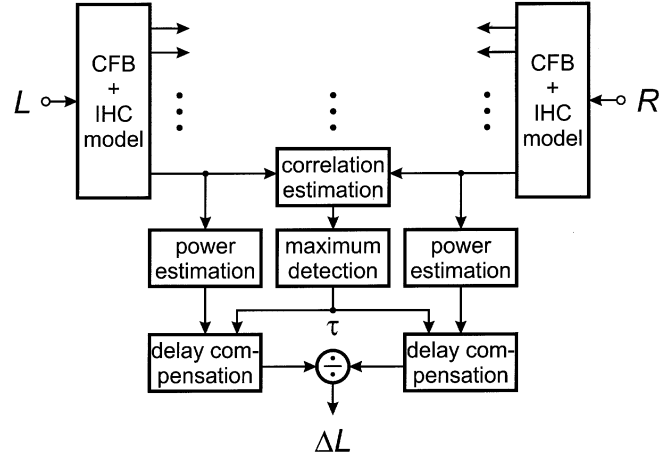 CFB
+
IHC
model
CFB
+
IHC
model
L
R
correlation
estimation
power
estimation
maximum
detection
power
estimation
τ
delay com-
pensation
÷
delay com-
pensation
ΔL